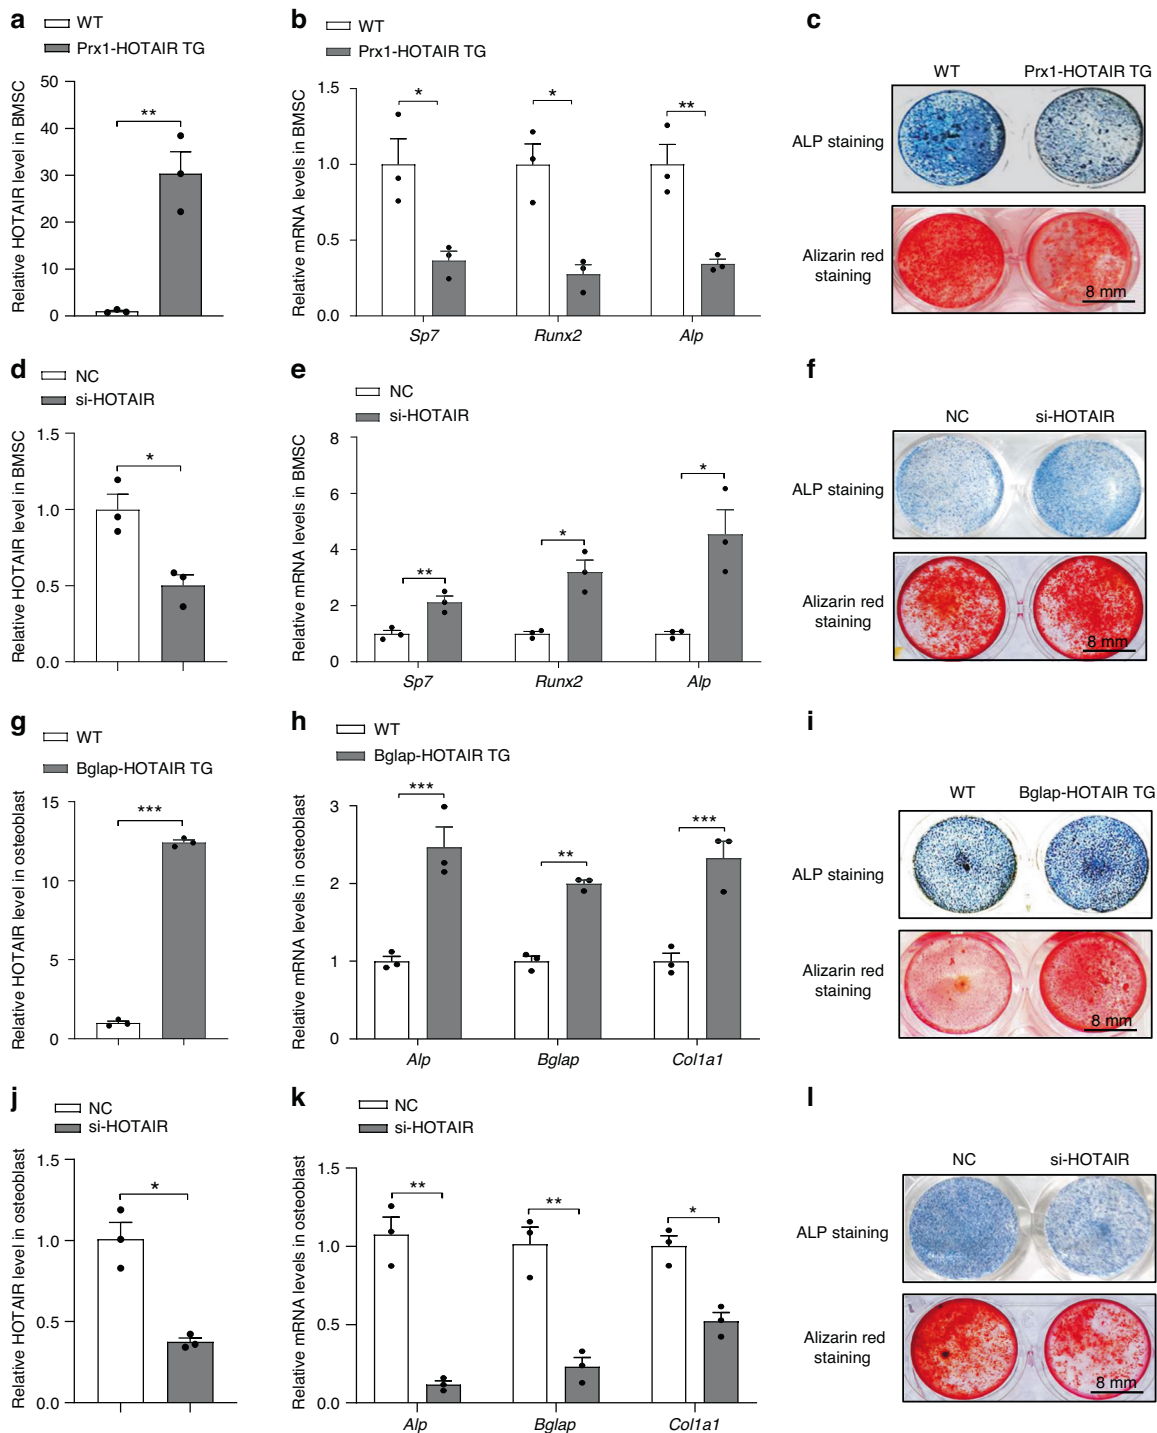 a
WT
Prx1-HOTAIR TG
Relative HOTAIR level in BMSC
50
40
30
20
10
0
**
b
WT
Prx1-HOTAIR TG
Relative mRNA levels in BMSC
1.5
1.0
0.5
0.0
*
*
**
Sp7
Runx2
Alp
c
WT
Prx1-HOTAIR TG
ALP staining
Alizarin red
staining
8 mm
d
NC
si-HOTAIR
Relative HOTAIR level in BMSC
1.5
1.0
0.5
0.0
*
e
NC
si-HOTAIR
Relative mRNA levels in BMSC
8
6
4
2
0
**
*
*
Sp7
Runx2
Alp
f
NC
si-HOTAIR
ALP staining
Alizarin red
staining
8 mm
g
WT
Bglap-HOTAIR TG
Relative HOTAIR level in osteoblast
15
10
5
0
***
h
WT
Bglap-HOTAIR TG
Relative mRNA levels in osteoblast
3
2
1
0
***
**
***
Alp
Bglap
Col1a1
i
WT
Bglap-HOTAIR TG
ALP staining
Alizarin red
staining
8 mm
j
NC
si-HOTAIR
Relative HOTAIR level in osteoblast
1.5
1.0
0.5
0.0
*
k
NC
si-HOTAIR
Relative mRNA levels in osteoblast
1.5
1.0
0.5
0.0
**
**
*
Alp
Bglap
Col1a1
l
NC
si-HOTAIR
ALP staining
Alizarin red
staining
8 mm